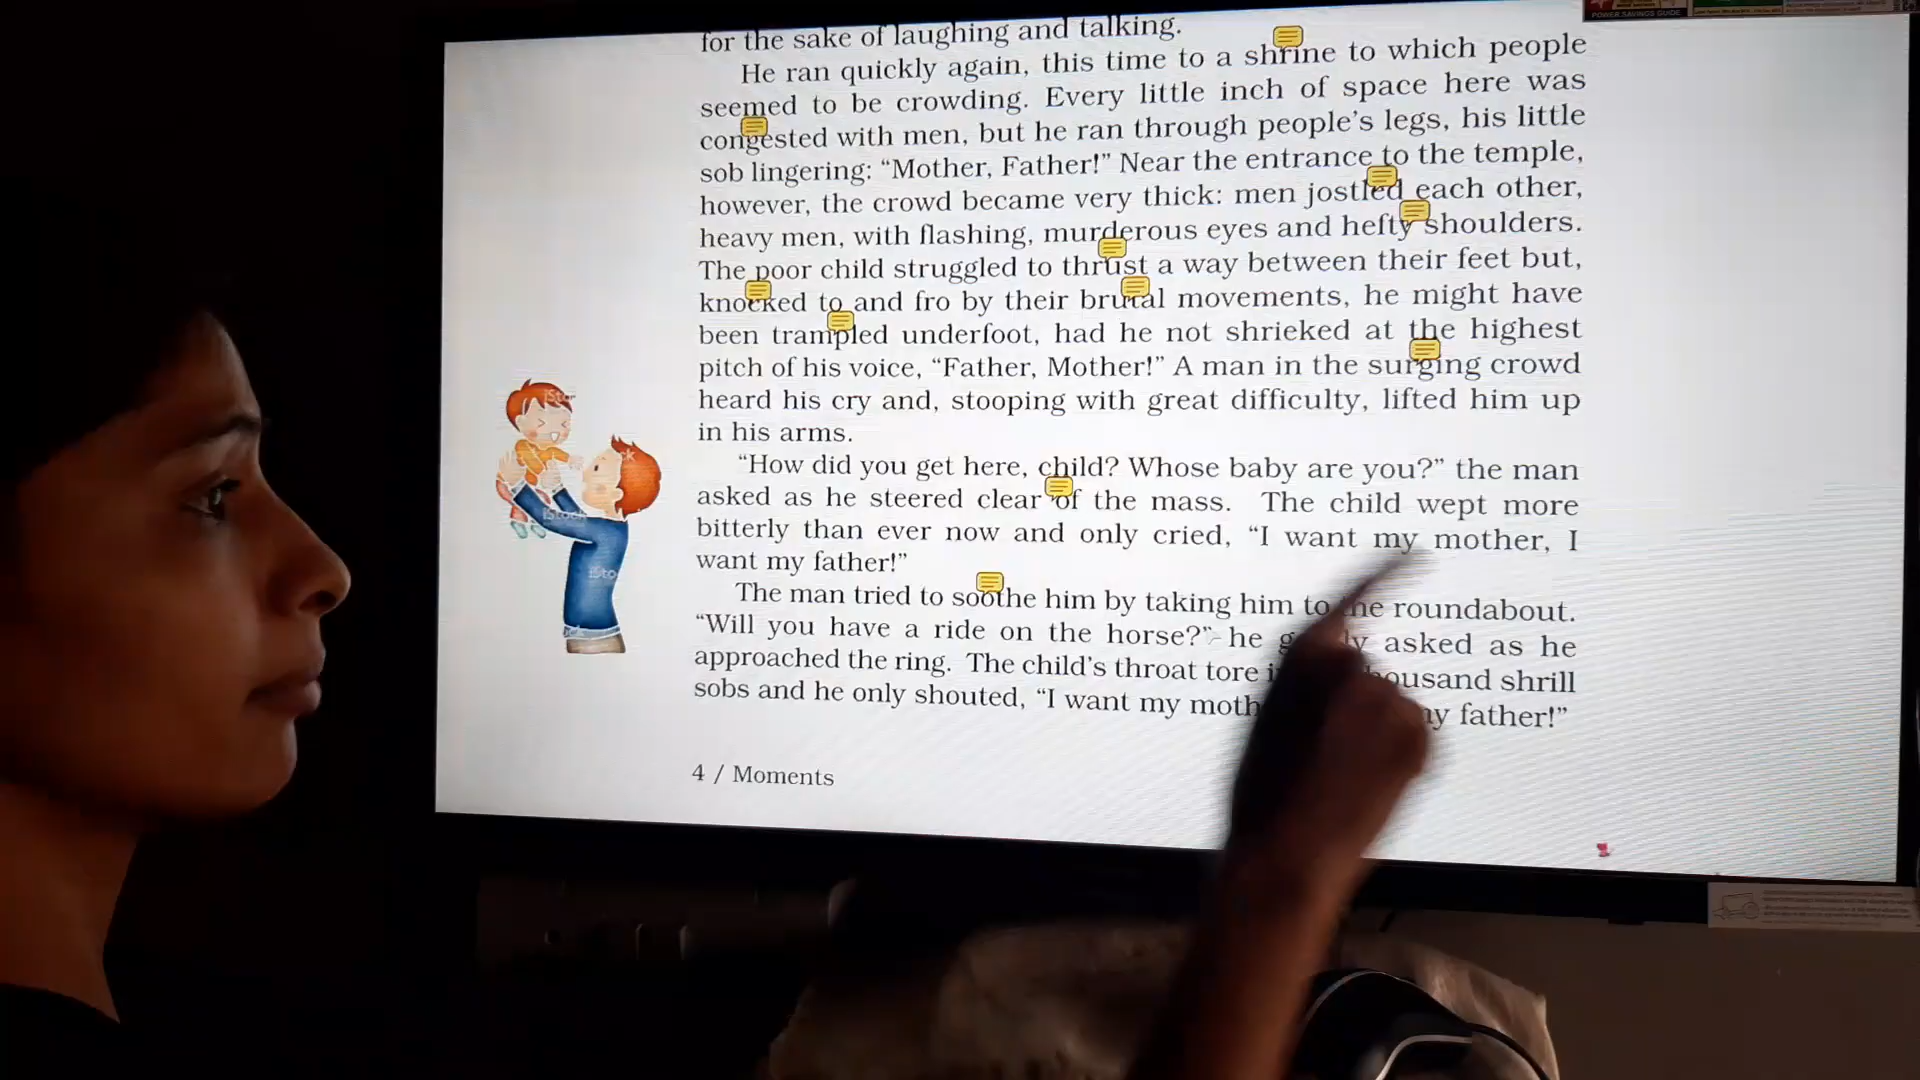 for the sake of laughing and talking.
He ran quickly again, this time to a shrine to which people
seemed to be crowding. Every little inch of space here was
congested with men, but he ran through people’s legs, his little
sob lingering: “Mother, Father!” Near the entrance to the temple,
however, the crowd became very thick: men jostled each other,
heavy men, with flashing, murderous eyes and hefty shoulders.
The poor child struggled to thrust a way between their feet but,
knocked to and fro by their brutal movements, he might have
been trampled underfoot, had he not shrieked at the highest
pitch of his voice, “Father, Mother!” A man in the surging crowd
heard his cry and, stooping with great difficulty, lifted him up
in his arms.
“How did you get here, child? Whose baby are you?” the man
asked as he steered clear of the mass. The child wept more
bitterly than ever now and only cried, “I want my mother, I
want my father!”
The man tried to soothe him by taking him to the roundabout.
“Will you have a ride on the horse?” he asked as he
approached the ring. The child’s throat tore shrill
sobs and he only shouted, “I want my father!”
4 / Moments
iStock
POWER SAVINGS GUIDE